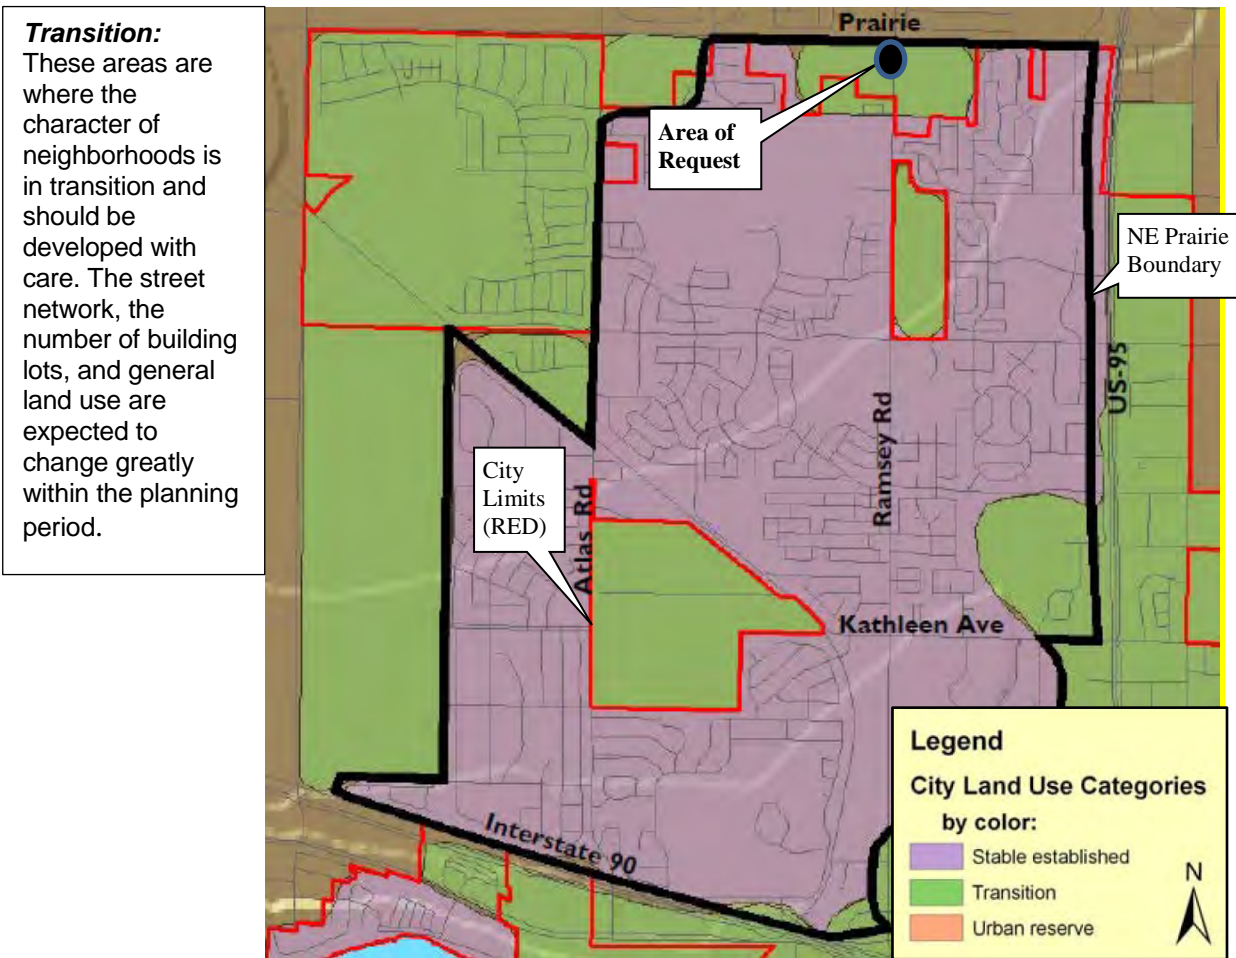 Transition:
These areas are
where the
character of
neighborhoods is
in transition and
should be
developed with
care. The street
network, the
number of building
lots, and general
land use are
expected to
change greatly
within the planning
period.
Prairie
Area of
Request
NE Prairie
Boundary
US-95
City
Limits
(RED)
Atlas Rd
Ramsey Rd
Kathleen Ave
Interstate 90
Legend
City Land Use Categories
by color:
Stable established
Transition
Urban reserve
N